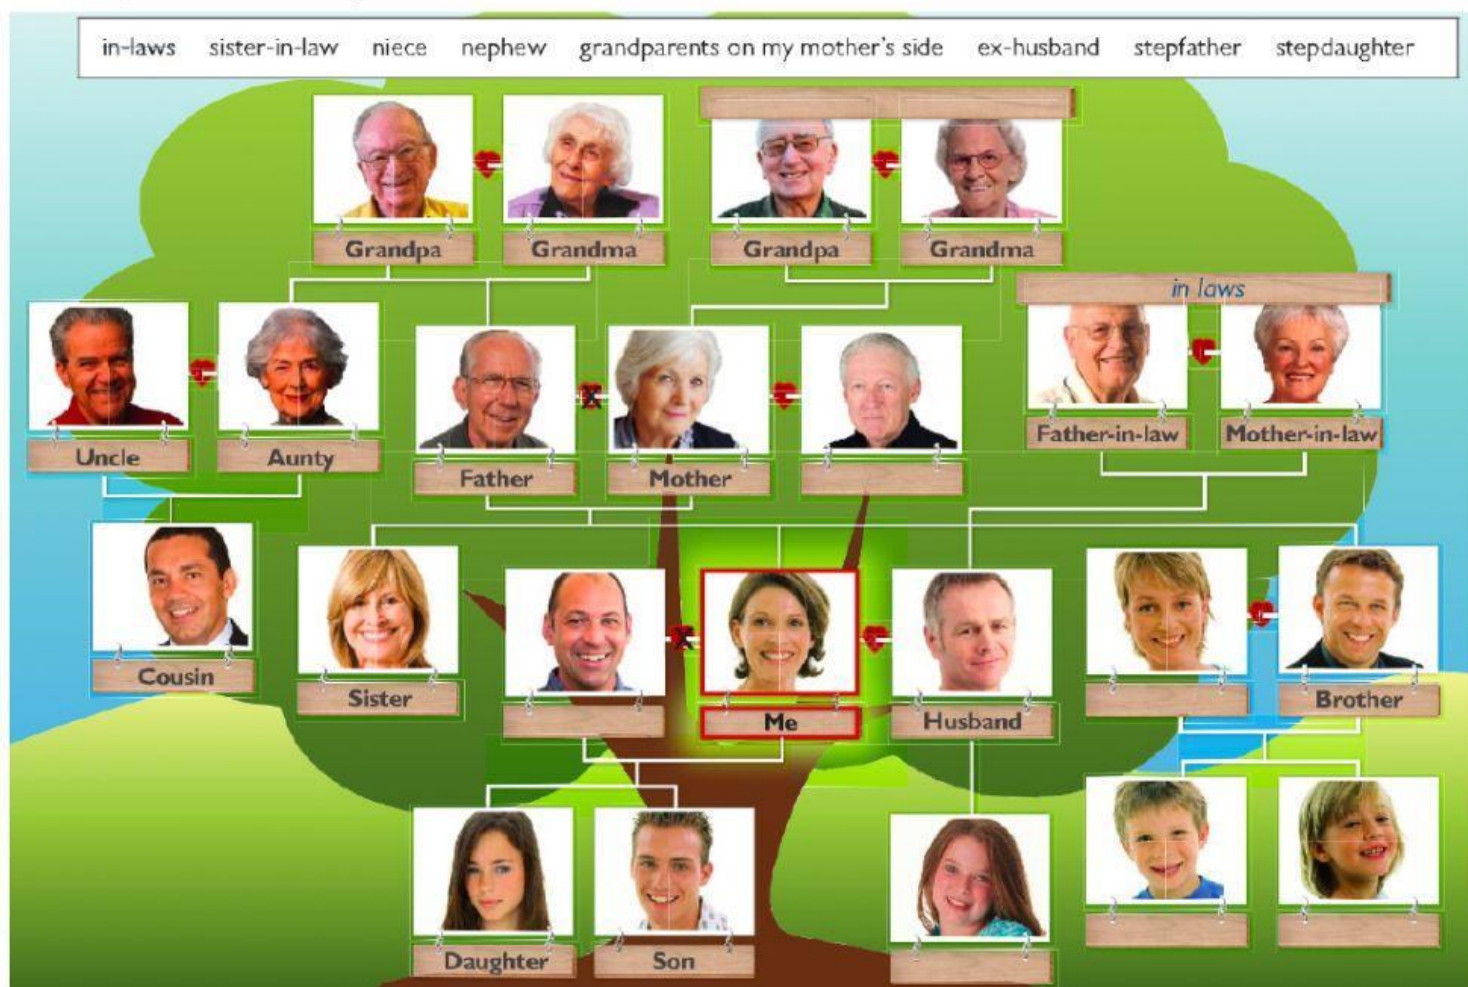 in-laws sister-in-law niece nephew grandparents on my mother's side ex-husband stepfather stepdaughter
Grandpa Grandma Grandpa Grandma
in laws
Father-in-law Mother-in-law
Uncle Aunty
Father Mother
Cousin
Sister
Brother
Me Husband
Daughter Son